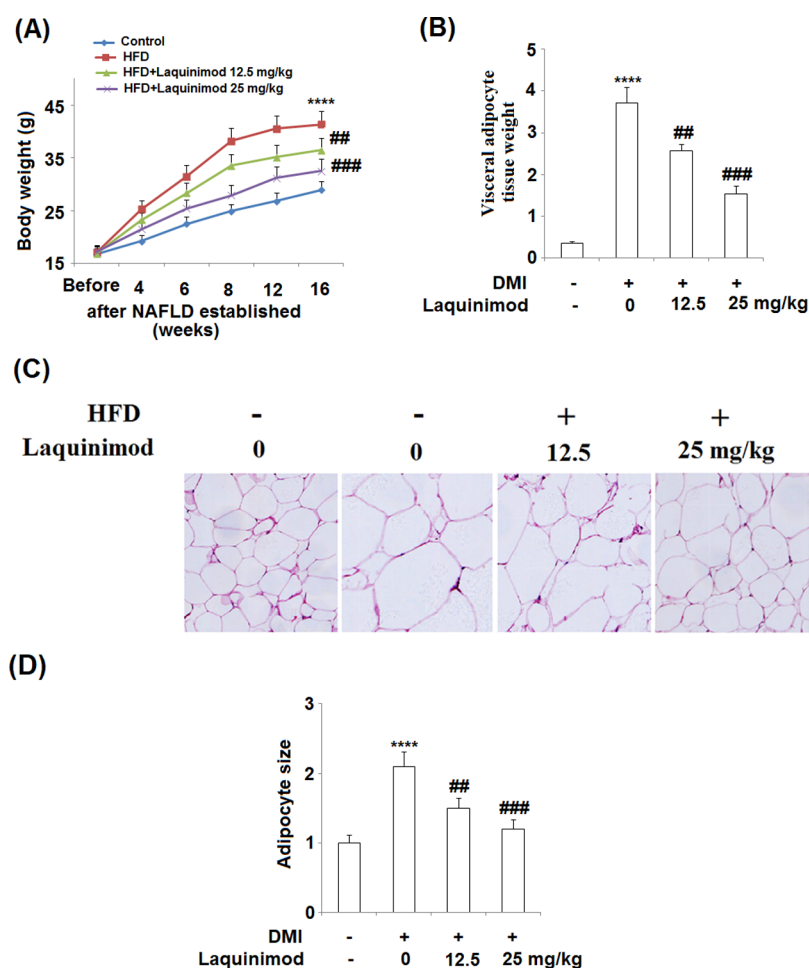 (A)
Control
HFD
HFD+Laquinimod 12.5 mg/kg
HFD+Laquinimod 25 mg/kg
Body weight (g)
45
35
25
15
****
##
###
Before 4 6 8 12 16
after NAFLD established
(weeks)
(B)
Visceral adipocyte
tissue weight
5
4
3
2
1
0
****
##
###
DMI - + + +
Laquinimod - 0 12.5 25 mg/kg
(C)
HFD - - + +
Laquinimod 0 0 12.5 25 mg/kg
(D)
Adipocyte size
3
2
1
0
****
##
###
DMI - + + +
Laquinimod - 0 12.5 25 mg/kg